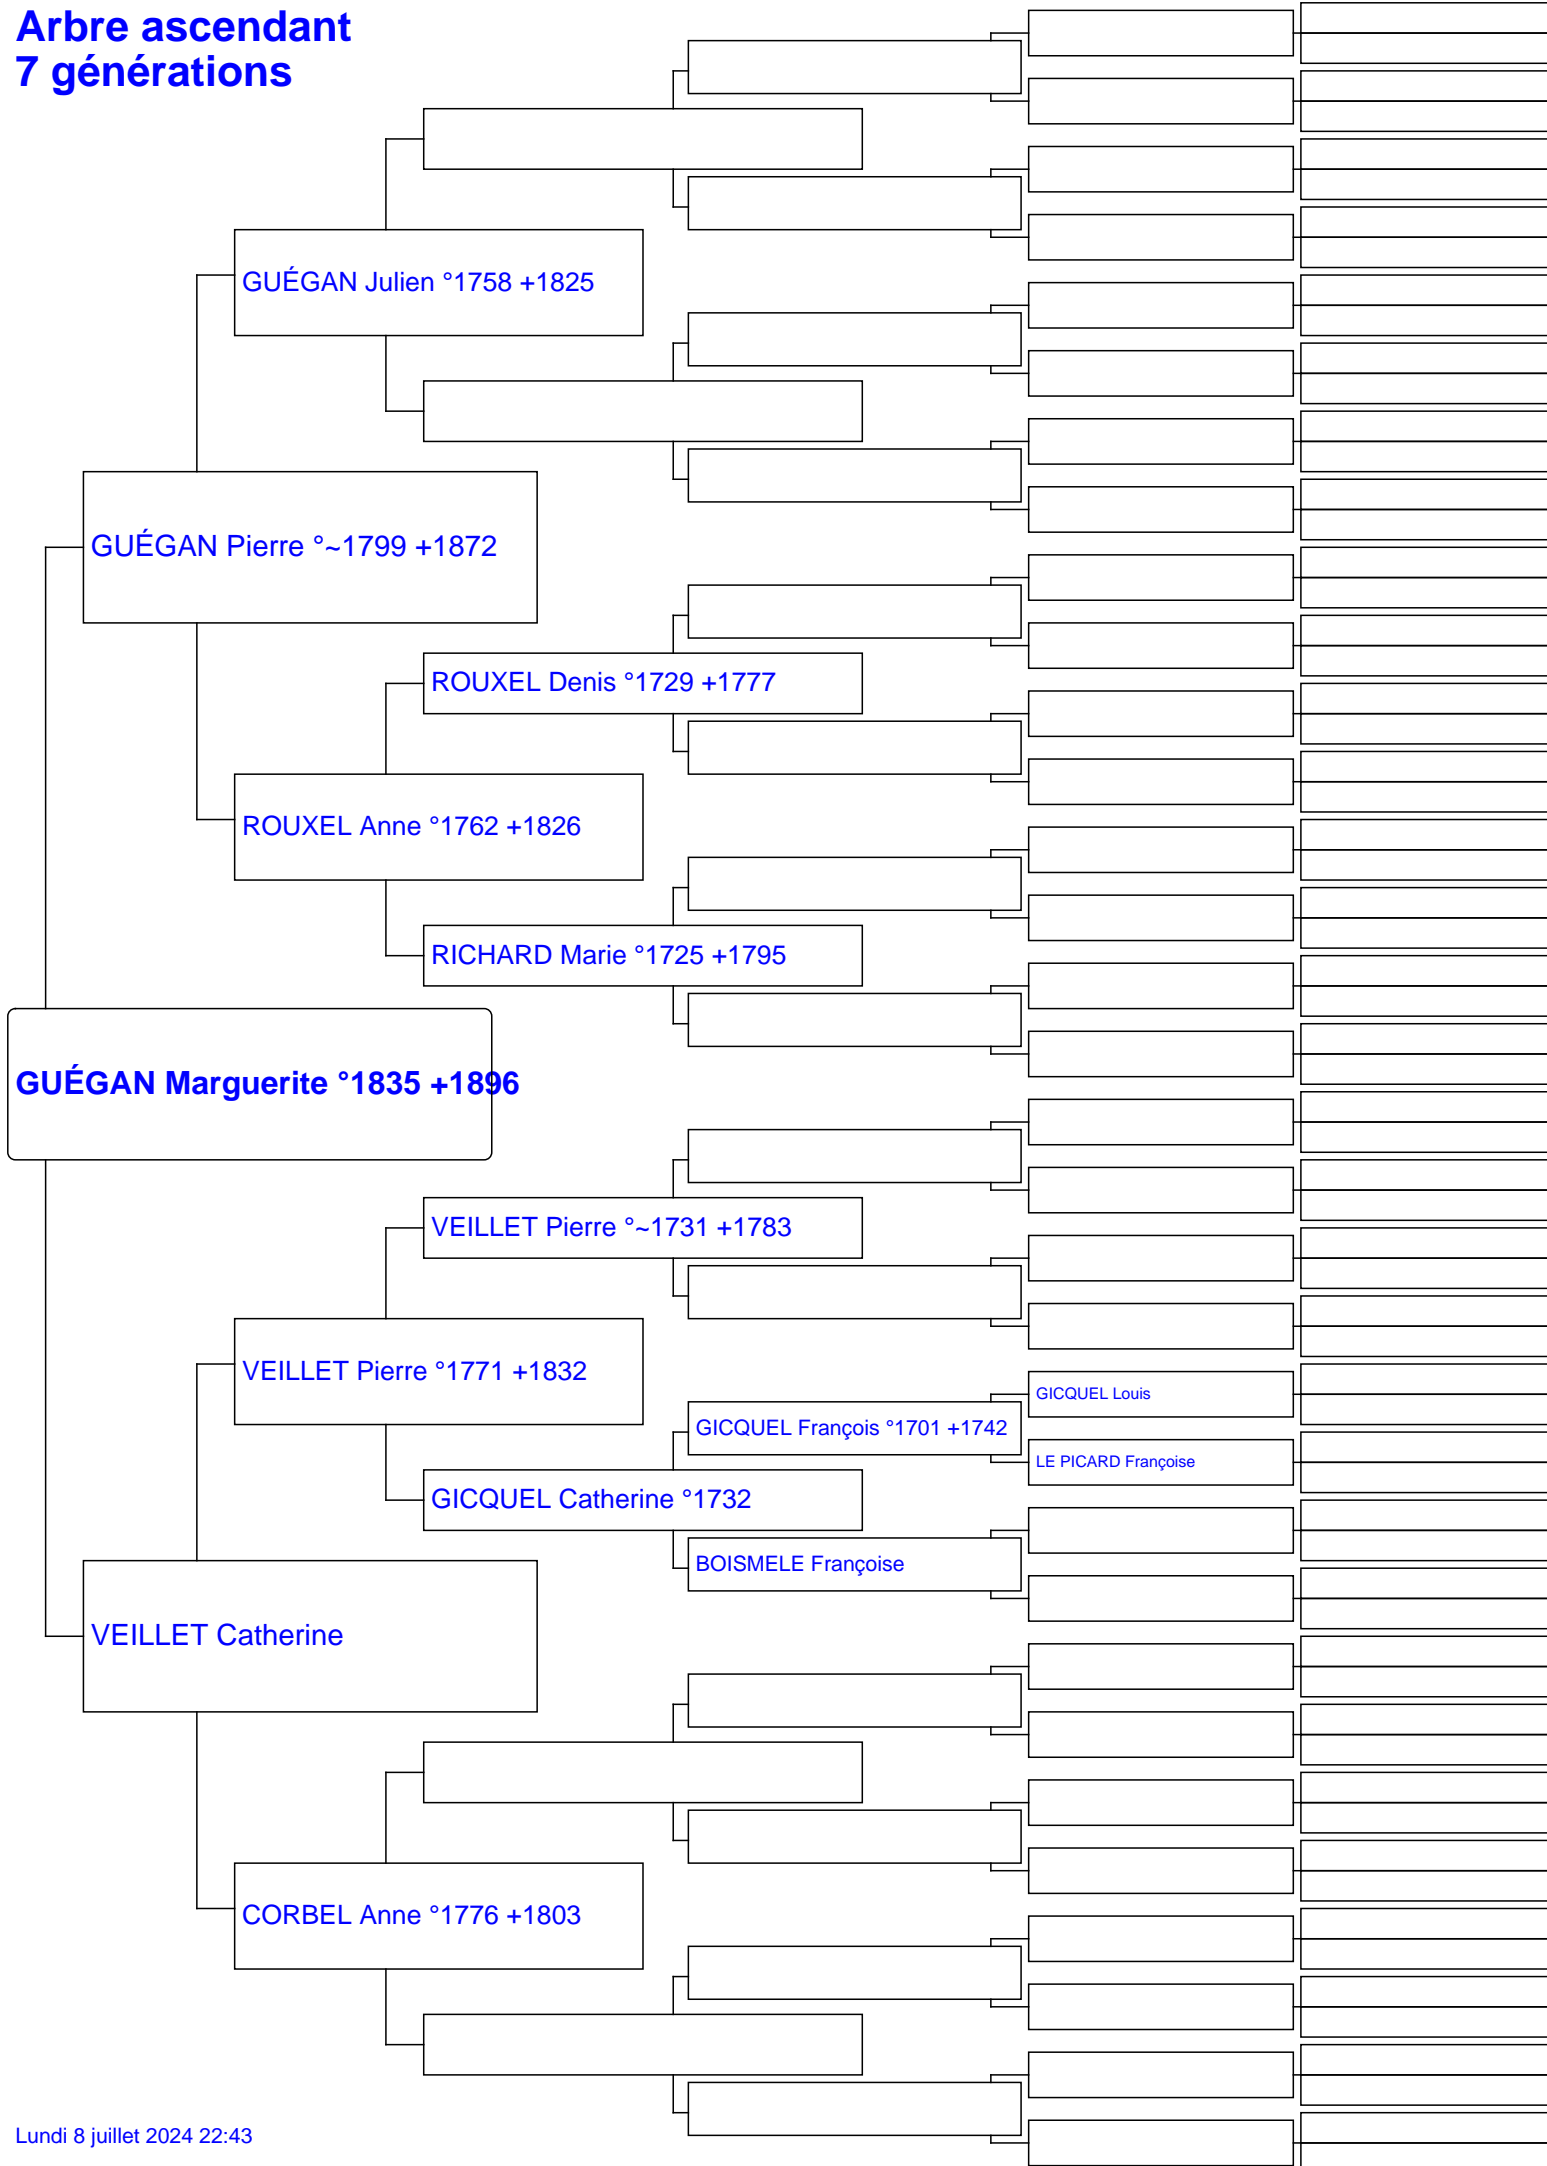 Arbre ascendant
7 générations
GUÉGAN Julien °1758 +1825
GUÉGAN Pierre °~1799 +1872
ROUXEL Denis °1729 +1777
ROUXEL Anne °1762 +1826
RICHARD Marie °1725 +1795
GUÉGAN Marguerite °1835 +1896
VEILLET Pierre °~1731 +1783
VEILLET Pierre °1771 +1832
GICQUEL Louis
GICQUEL François °1701 +1742
LE PICARD Françoise
GICQUEL Catherine °1732
BOISMELE Françoise
VEILLET Catherine
CORBEL Anne °1776 +1803
Lundi 8 juillet 2024 22:43